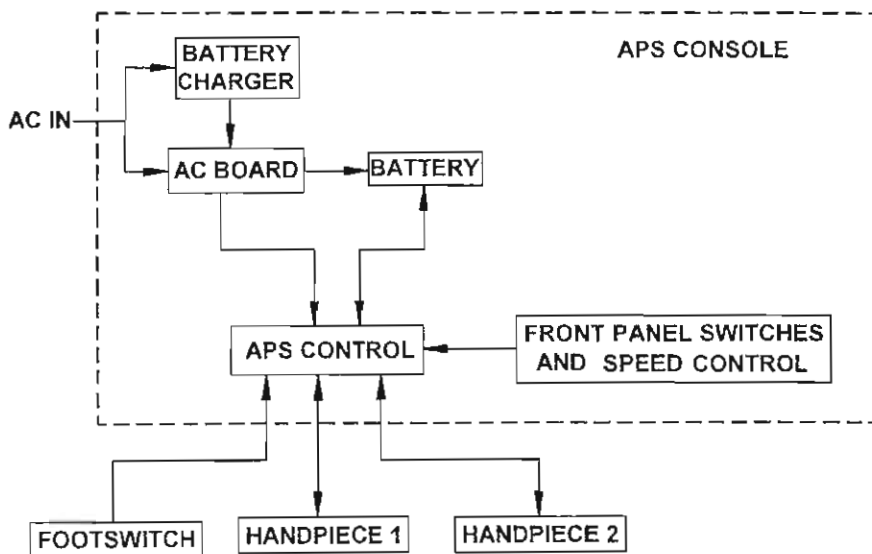 BATTERY
CHARGER
APS CONSOLE
AC IN
AC BOARD
BATTERY
APS CONTROL
FRONT PANEL SWITCHES
AND SPEED CONTROL
FOOTSWITCH
HANDPIECE 1
HANDPIECE 2